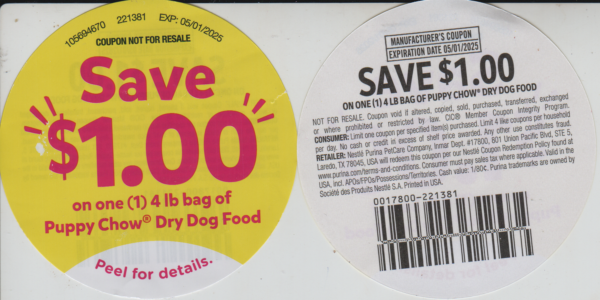 105694670 221381 EXP: 05/01/2025
COUPON NOT FOR RESALE
Save
$1.00
on one (1) 4 lb bag of
Puppy Chow® Dry Dog Food
Peel for details.
MANUFACTURER'S COUPON
EXPIRATION DATE 05/01/2025
SAVE $1.00
ON ONE (1) 4 LB BAG OF PUPPY CHOW® DRY DOG FOOD
NOT FOR RESALE. Coupon void if altered, copied, sold, purchased, transferred, exchanged
or where prohibited or restricted by law. CIC® Member Coupon Integrity Program.
CONSUMER: Limit one coupon per specified item(s) purchased. Limit 4 like coupons per household
per day. No cash or credit in excess of shelf price awarded. Any other use constitutes fraud.
RETAILER: Nestlé Purina PetCare Company, Inmar Dept. #17800, 801 Union Pacific Blvd, STE 5,
Laredo, TX 78045, USA will redeem this coupon per our Nestlé Coupon Redemption Policy found at
www.purina.com/terms-and-conditions. Consumer must pay sales tax where applicable. Valid in the
USA, incl. APOs/FPOs/Possessions/Territories. Cash value: 1/80¢. Purina trademarks are owned by
Société des Produits Nestlé S.A. Printed in USA.
0017800-221381